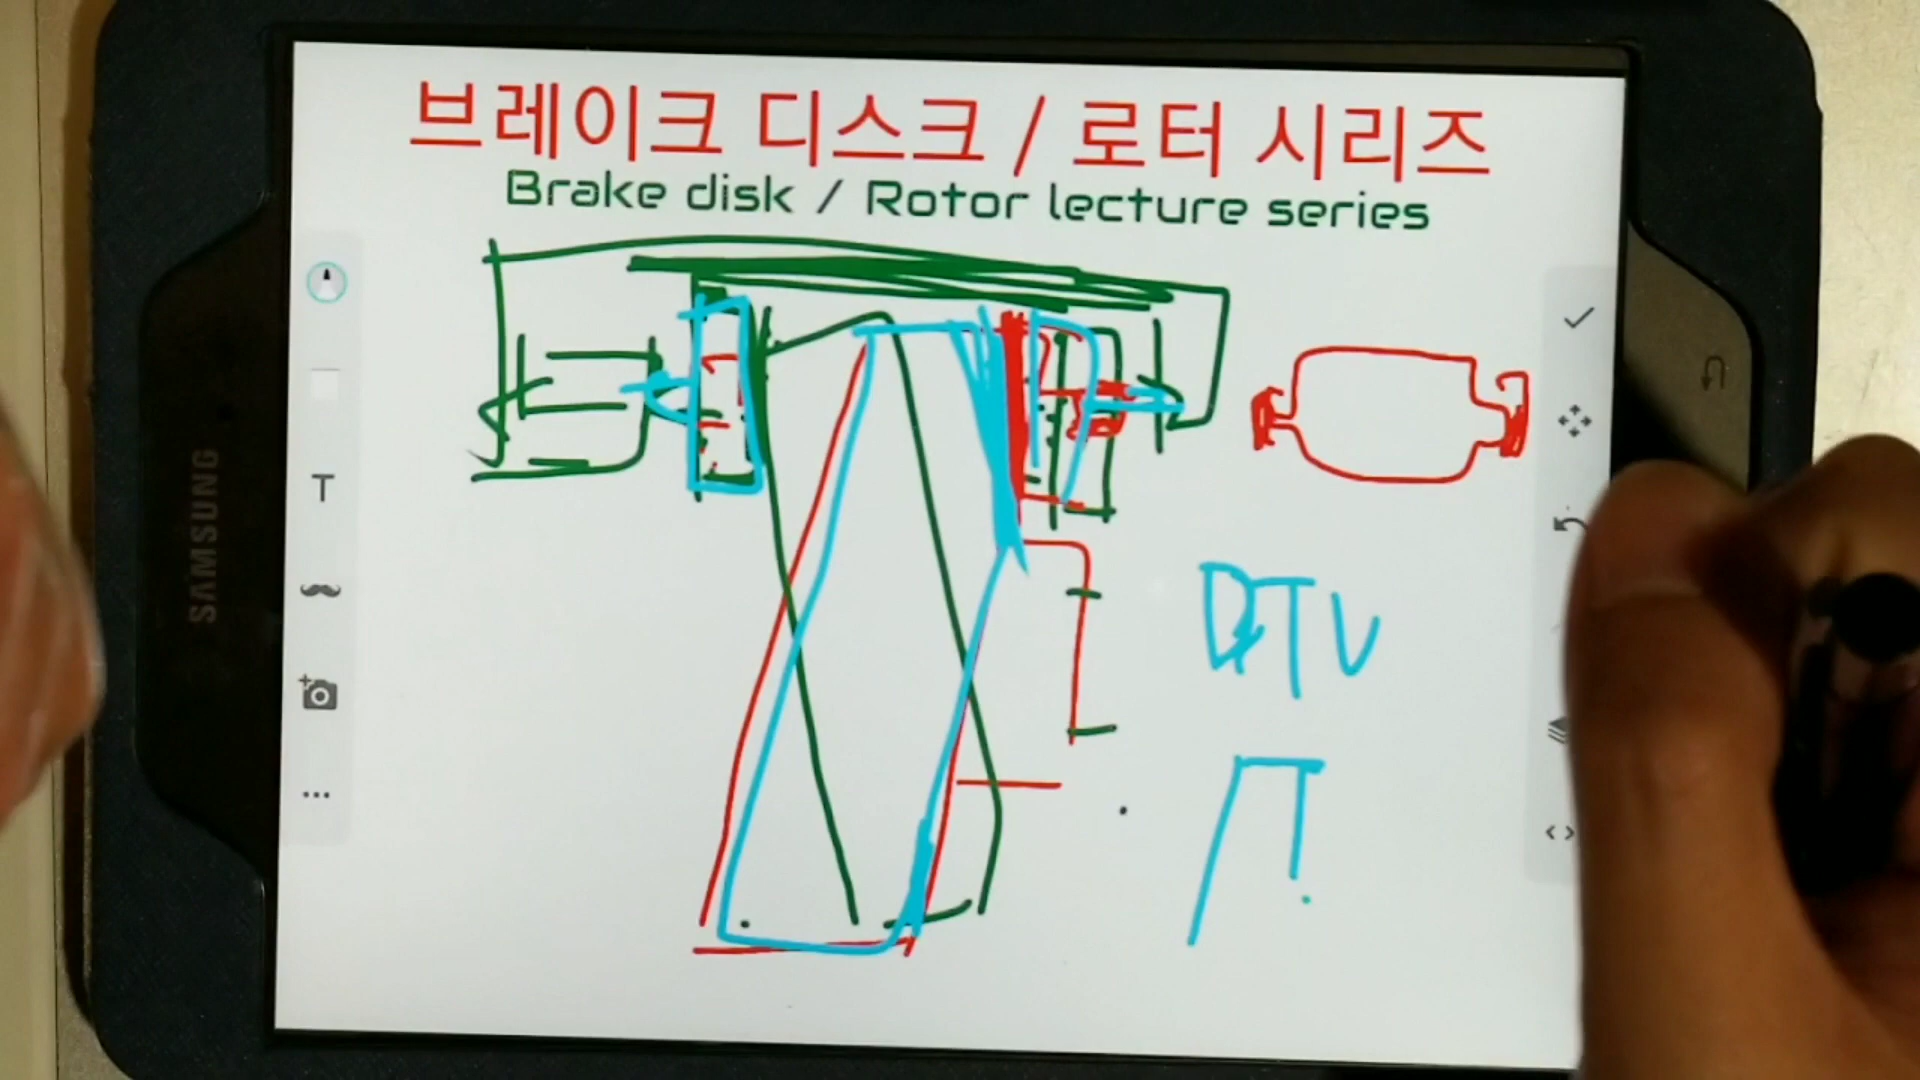 브레이크 디스크 / 로터 시리즈
Brake disk / Rotor lecture series
SAMSUNG
T
DTV